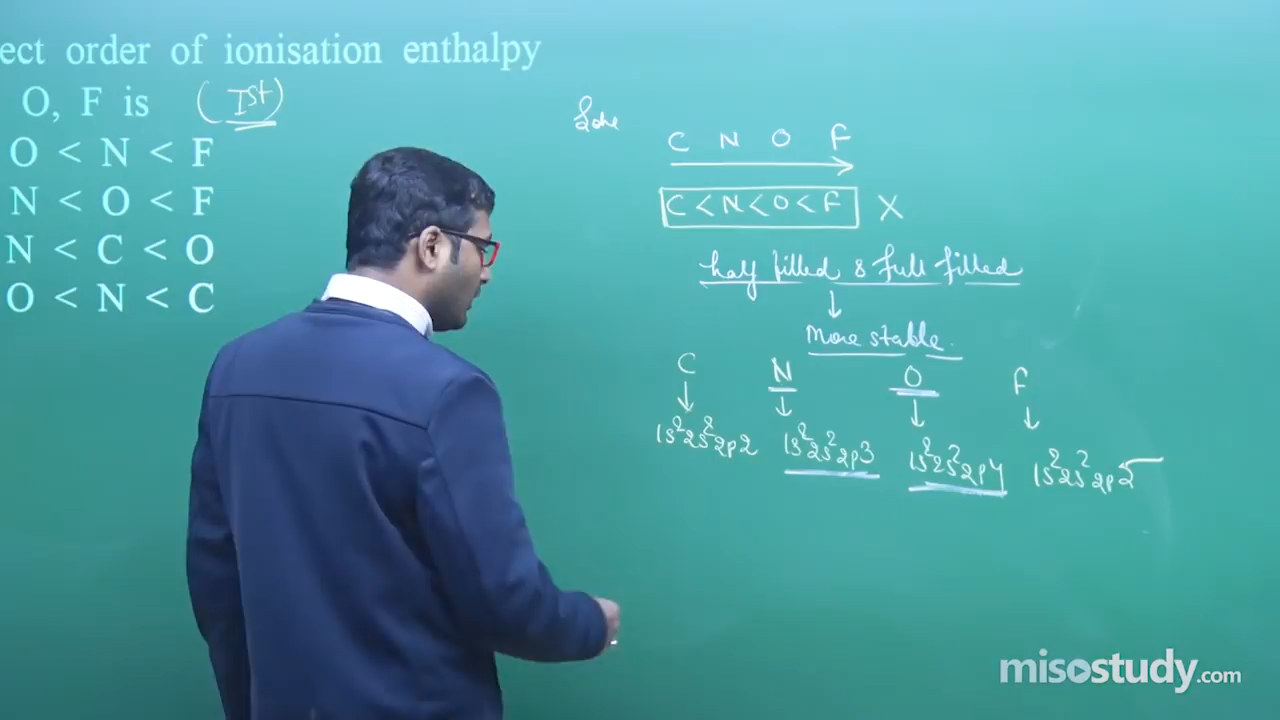 ect order of ionisation enthalpy
O, F is (Ist)
O < N < F
N < O < F
N < C < O
O < N < C
C N O F
C < N < O < F X
half filled & full filled
More stable.
C N O F
1s²2s²2p2 1s²2s²2p3 1s²2s²2p4 1s²2s²2p5
misostudy.com